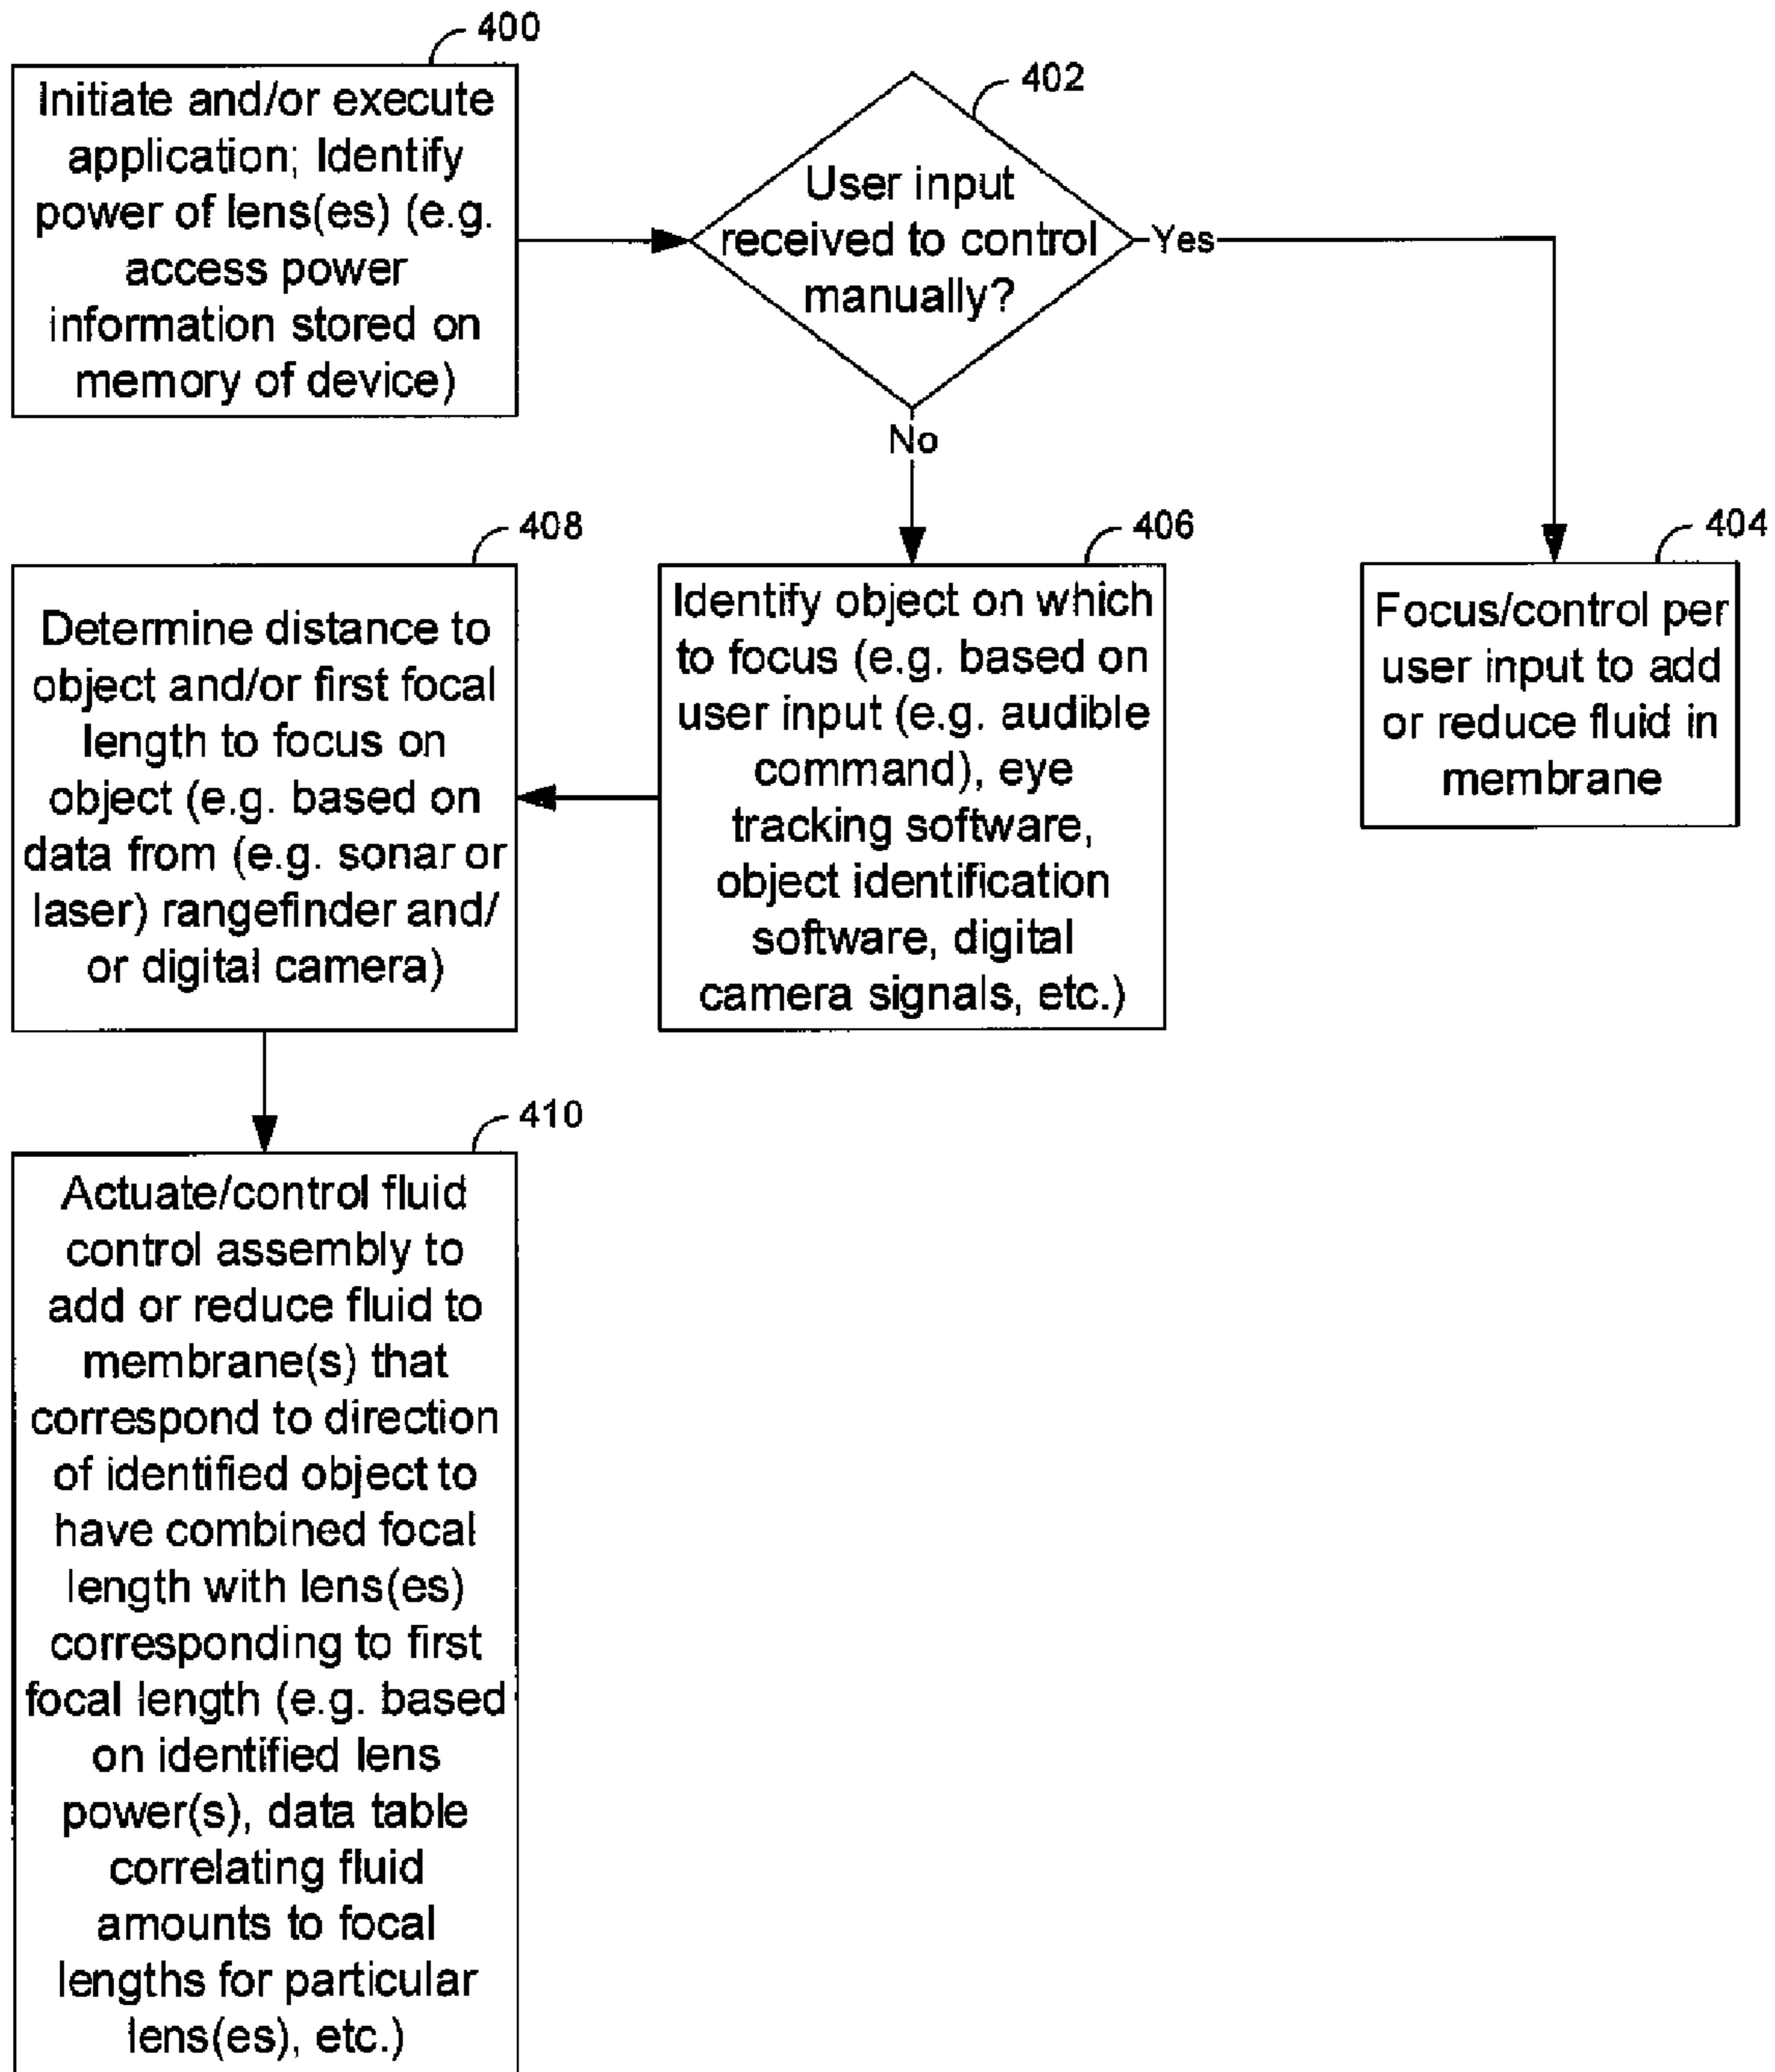 400
Initiate and/or execute
application; Identify
power of lens(es) (e.g.
access power
information stored on
memory of device)
402
User input
received to control
manually?
Yes
No
404
Focus/control per
user input to add
or reduce fluid in
membrane
406
Identify object on which
to focus (e.g. based on
user input (e.g. audible
command), eye
tracking software,
object identification
software, digital
camera signals, etc.)
408
Determine distance to
object and/or first focal
length to focus on
object (e.g. based on
data from (e.g. sonar or
laser) rangefinder and/
or digital camera)
410
Actuate/control fluid
control assembly to
add or reduce fluid to
membrane(s) that
correspond to direction
of identified object to
have combined focal
length with lens(es)
corresponding to first
focal length (e.g. based
on identified lens
power(s), data table
correlating fluid
amounts to focal
lengths for particular
lens(es), etc.)